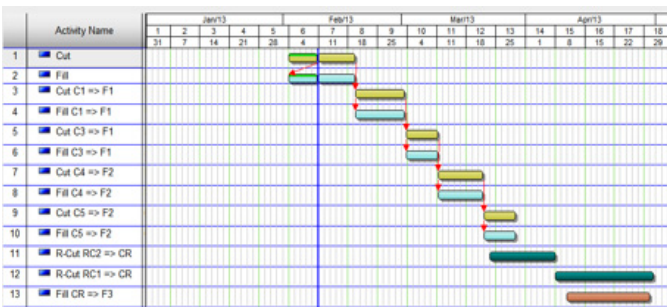 Activity Name
Jan/13 Feb/13 Mar/13 Apr/13
1 2 3 4 5 6 7 8 9 10 11 12 13 14 15 16 17 18
31 7 14 21 28 4 11 18 25 4 11 18 25 1 8 15 22 29
1 Cut
2 Fill
3 Cut C1 => F1
4 Fill C1 => F1
5 Cut C3 => F1
6 Fill C3 => F1
7 Cut C4 => F2
8 Fill C4 => F2
9 Cut C5 => F2
10 Fill C5 => F2
11 R-Cut RC2 => CR
12 R-Cut RC1 => CR
13 Fill CR => F3